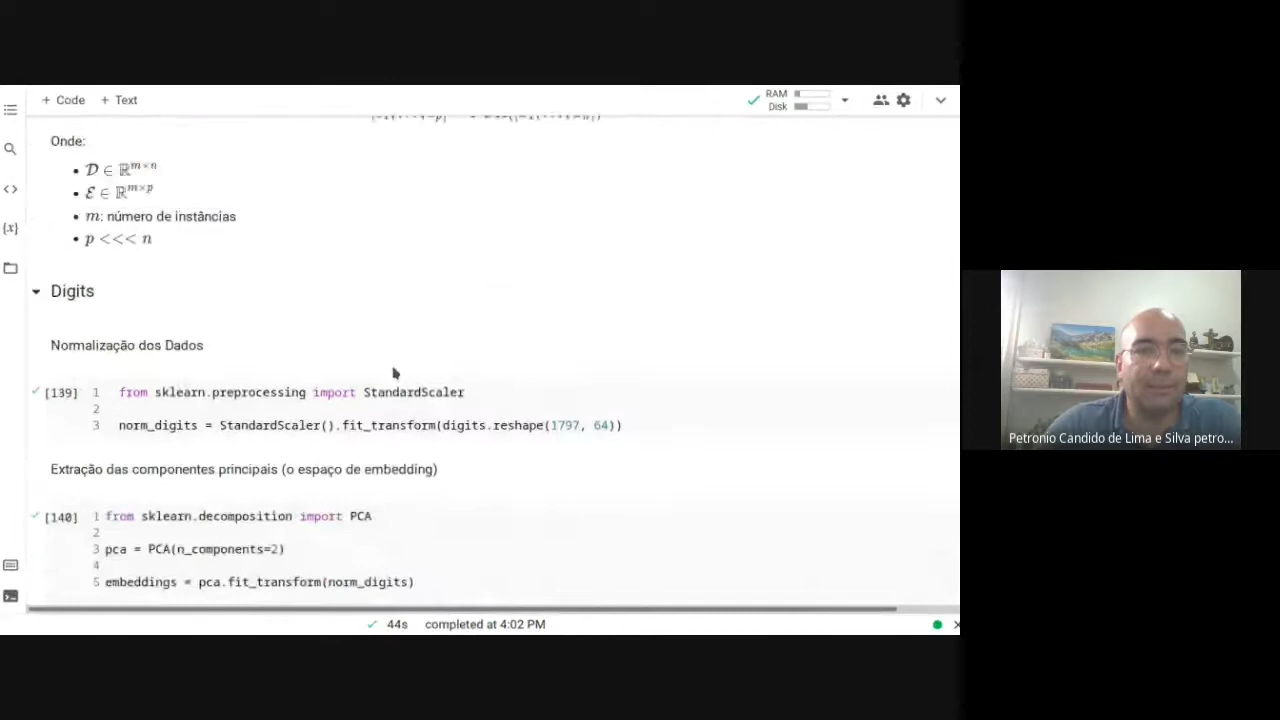 + Code + Text
RAM
Disk
Onde:
• 𝒟 ∈ ℝ^{m×n}
• ℰ ∈ ℝ^{m×p}
• m: número de instâncias
• p <<< n
Digits
Normalização dos Dados
[139] 1 from sklearn.preprocessing import StandardScaler
2
3 norm_digits = StandardScaler().fit_transform(digits.reshape(1797, 64))
Extração das componentes principais (o espaço de embedding)
[140] 1 from sklearn.decomposition import PCA
2
3 pca = PCA(n_components=2)
4
5 embeddings = pca.fit_transform(norm_digits)
44s completed at 4:02 PM
Petronio Candido de Lima e Silva petro...